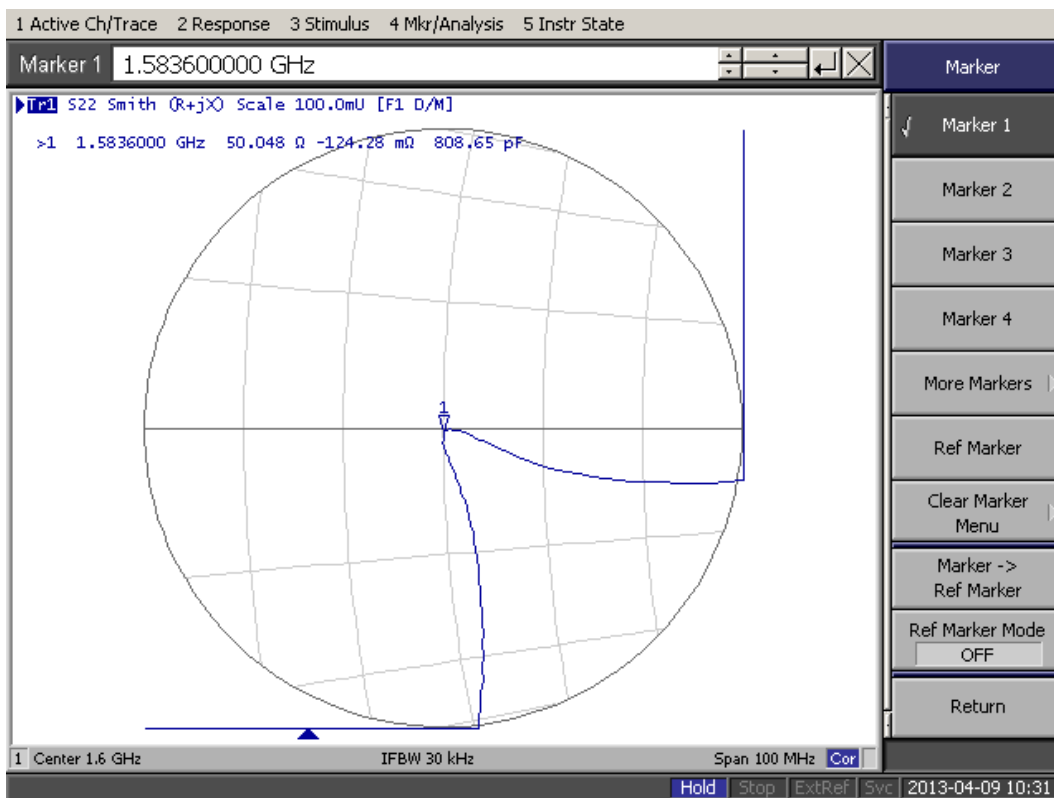 1 Active Ch/Trace 2 Response 3 Stimulus 4 Mkr/Analysis 5 Instr State
Marker 1 1.583600000 GHz
Marker
Tr1 S22 Smith (R+jX) Scale 100.0mU [F1 D/M]
>1 1.5836000 GHz 50.048 Ω -124.28 mΩ 808.65 pF
1
√ Marker 1
Marker 2
Marker 3
Marker 4
More Markers
Ref Marker
Clear Marker
Menu
Marker ->
Ref Marker
Ref Marker Mode
OFF
Return
1 Center 1.6 GHz IFBW 30 kHz Span 100 MHz Cor
Hold Stop ExtRef Svc 2013-04-09 10:31